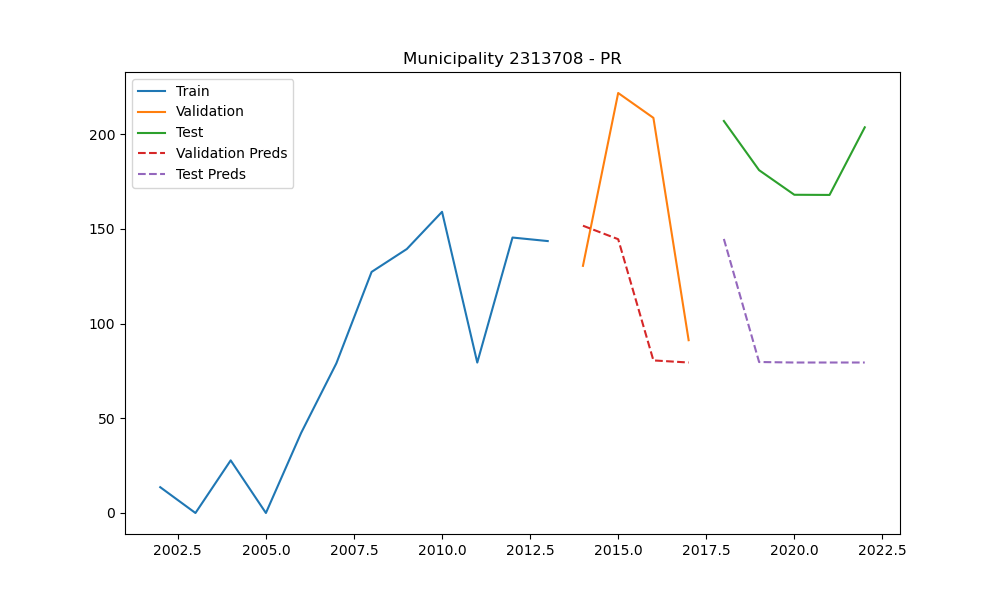 Municipality 2313708 - PR
Train
Validation
Test
Validation Preds
Test Preds
200
150
100
50
0
2002.5 2005.0 2007.5 2010.0 2012.5 2015.0 2017.5 2020.0 2022.5